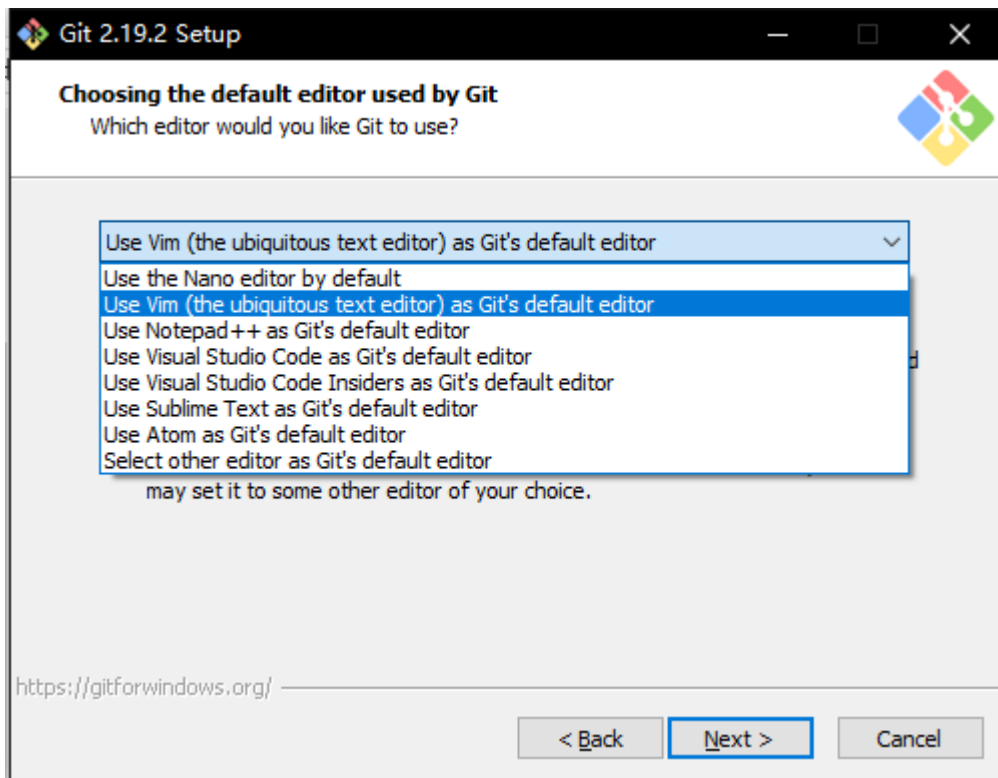 Git 2.19.2 Setup
Choosing the default editor used by Git
Which editor would you like Git to use?
Use Vim (the ubiquitous text editor) as Git's default editor
Use the Nano editor by default
Use Vim (the ubiquitous text editor) as Git's default editor
Use Notepad++ as Git's default editor
Use Visual Studio Code as Git's default editor
Use Visual Studio Code Insiders as Git's default editor
Use Sublime Text as Git's default editor
Use Atom as Git's default editor
Select other editor as Git's default editor
may set it to some other editor of your choice.
https://gitforwindows.org/
< Back
Next >
Cancel